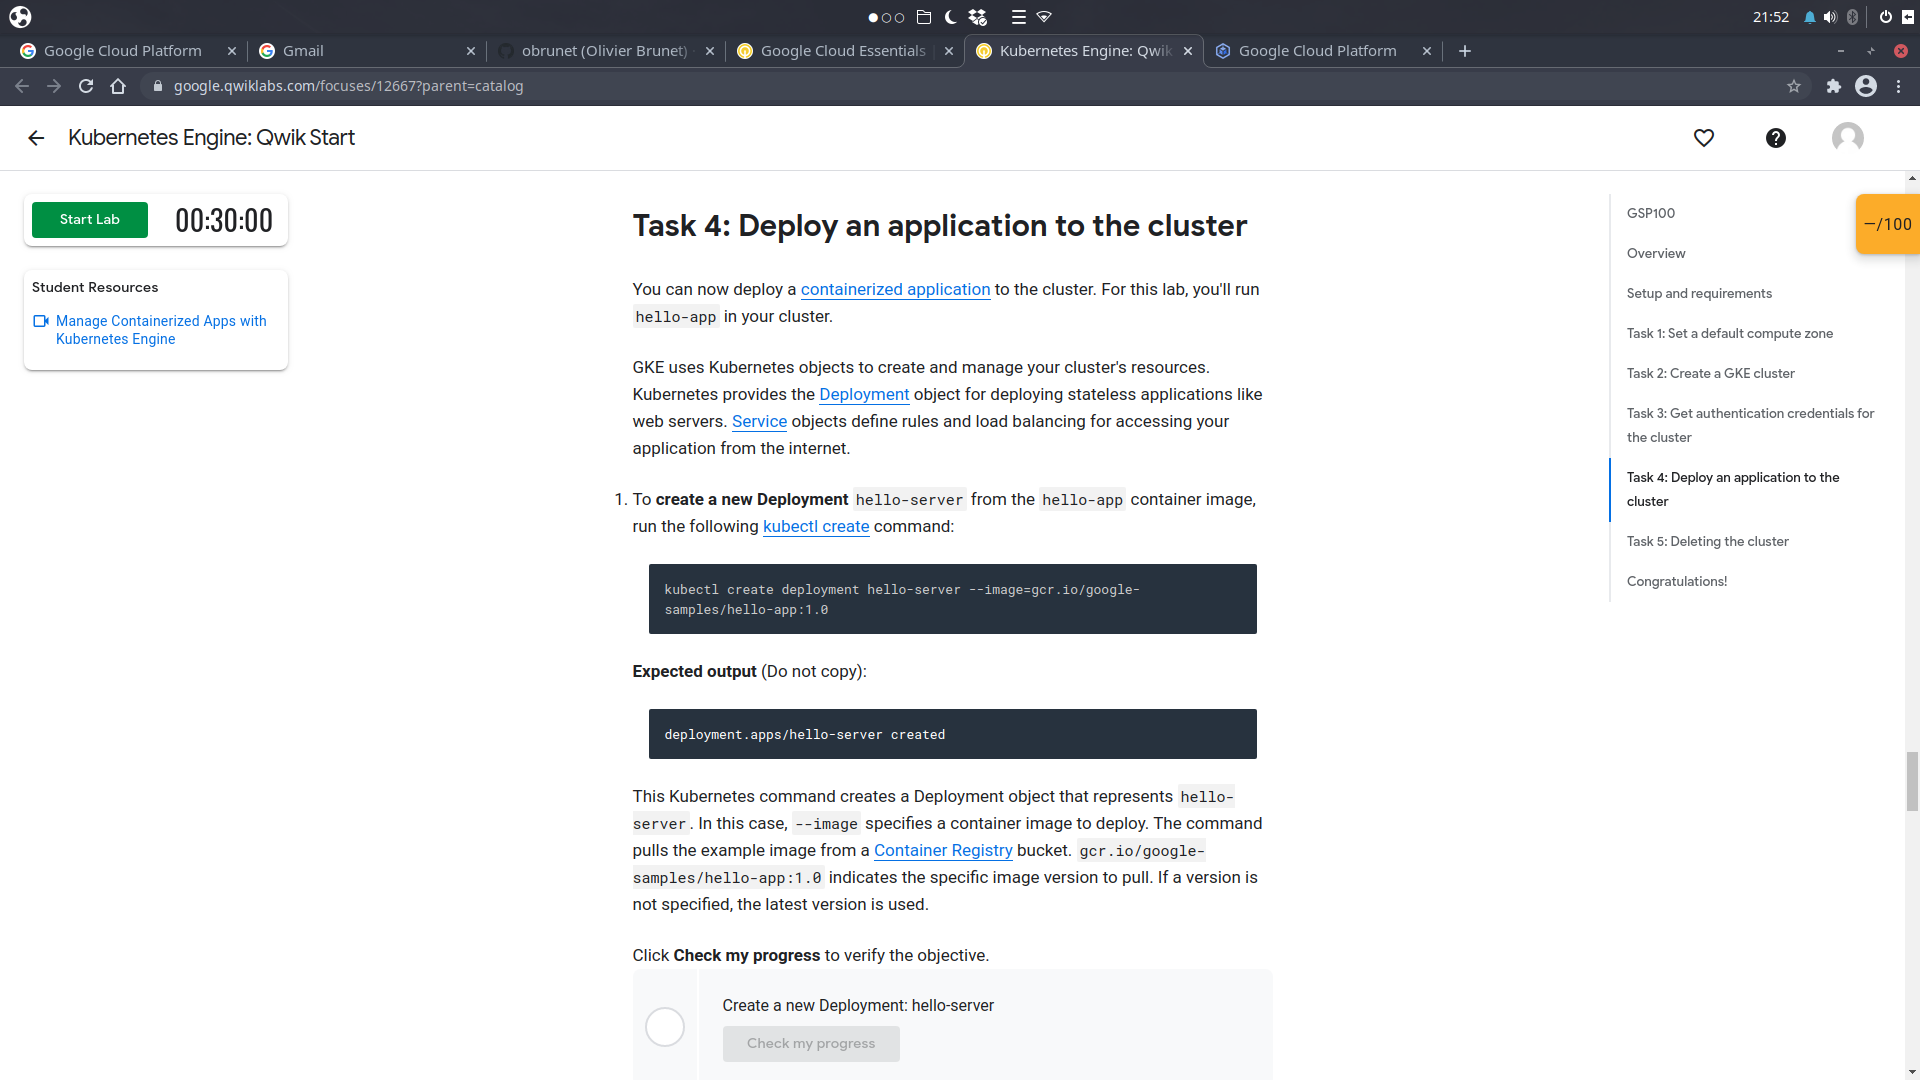 21:52
Google Cloud Platform
Gmail
obrunet (Olivier Brunet)
Google Cloud Essentials
Kubernetes Engine: Qwik
Google Cloud Platform
google.qwiklabs.com/focuses/12667?parent=catalog
Kubernetes Engine: Qwik Start
Start Lab 00:30:00
Student Resources
Manage Containerized Apps with
Kubernetes Engine
Task 4: Deploy an application to the cluster
You can now deploy a containerized application to the cluster. For this lab, you'll run
hello-app in your cluster.
GKE uses Kubernetes objects to create and manage your cluster's resources.
Kubernetes provides the Deployment object for deploying stateless applications like
web servers. Service objects define rules and load balancing for accessing your
application from the internet.
1. To create a new Deployment hello-server from the hello-app container image,
run the following kubectl create command:
kubectl create deployment hello-server --image=gcr.io/google-
samples/hello-app:1.0
Expected output (Do not copy):
deployment.apps/hello-server created
This Kubernetes command creates a Deployment object that represents hello-
server. In this case, --image specifies a container image to deploy. The command
pulls the example image from a Container Registry bucket. gcr.io/google-
samples/hello-app:1.0 indicates the specific image version to pull. If a version is
not specified, the latest version is used.
Click Check my progress to verify the objective.
Create a new Deployment: hello-server
Check my progress
GSP100
Overview
Setup and requirements
Task 1: Set a default compute zone
Task 2: Create a GKE cluster
Task 3: Get authentication credentials for
the cluster
Task 4: Deploy an application to the
cluster
Task 5: Deleting the cluster
Congratulations!
—/100